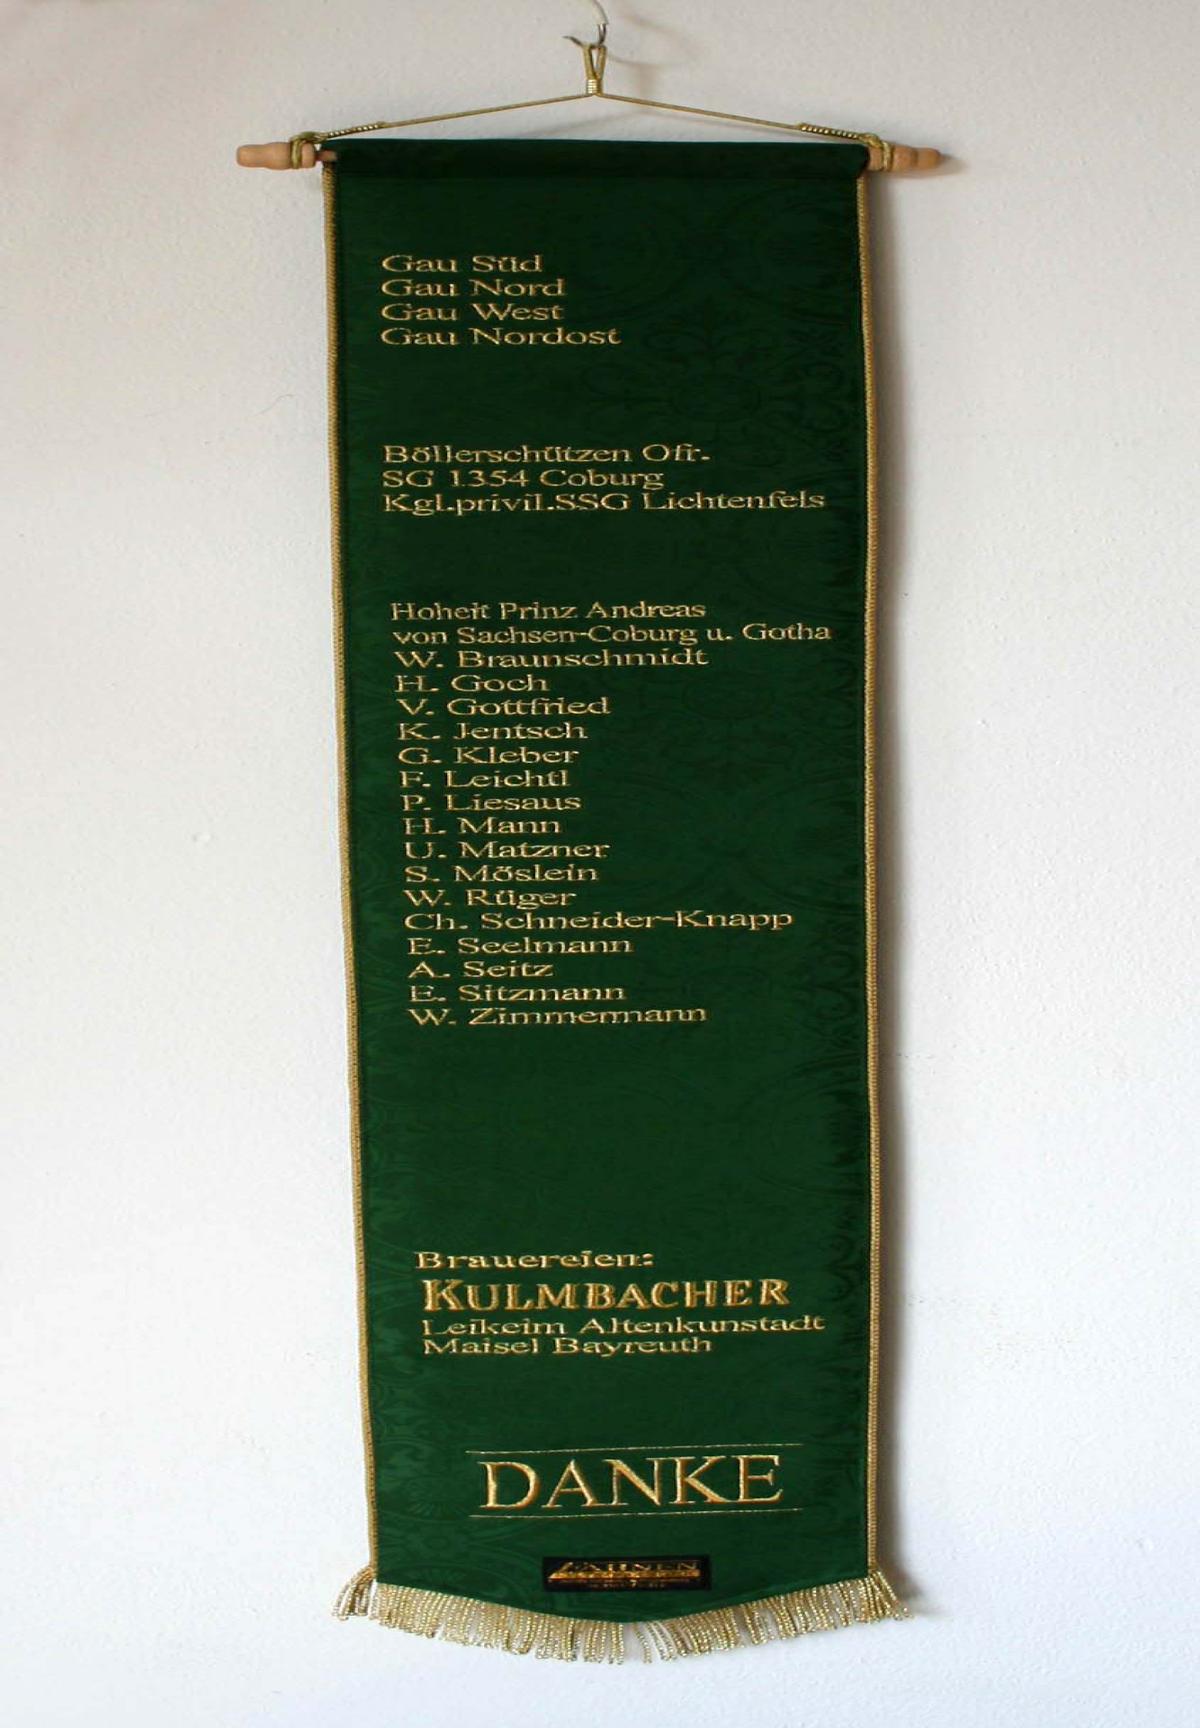 Gau Süd
Gau Nord
Gau West
Gau Nordost
Böllerschützen Ofr.
SG 1354 Coburg
Kgl.privil.SSG Lichtenfels
Hoheit Prinz Andreas
von Sachsen-Coburg u. Gotha
W. Braunschmidt
H. Goch
V. Gottfried
K. Jentsch
G. Kleber
F. Leichtl
P. Liesaus
H. Mann
U. Matzner
S. Möslein
W. Rüger
Ch. Schneider-Knapp
E. Seelmann
A. Seitz
E. Sitzmann
W. Zimmermann
Brauereien:
KULMBACHER
Leikeim Altenkunstadt
Maisel Bayreuth
DANKE
FAHNEN